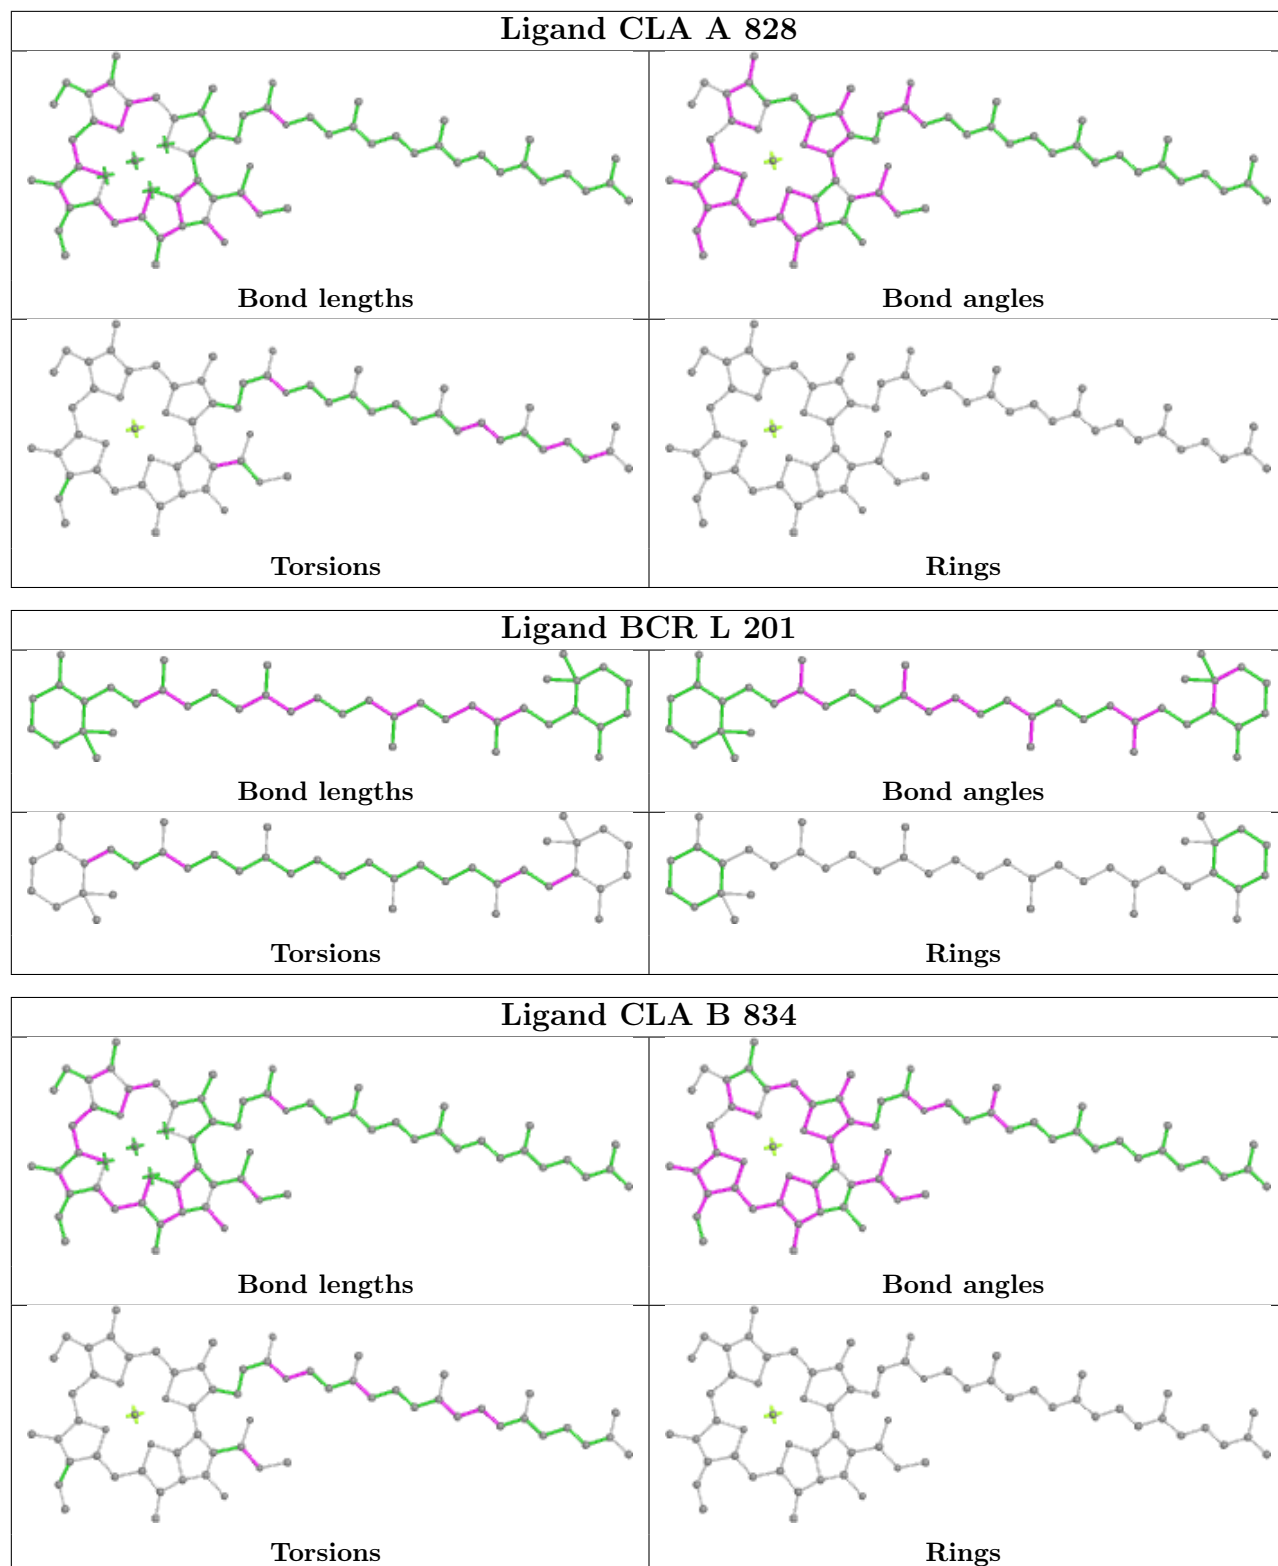 Ligand CLA A 828
Bond lengths
Bond angles
Torsions
Rings
Ligand BCR L 201
Bond lengths
Bond angles
Torsions
Rings
Ligand CLA B 834
Bond lengths
Bond angles
Torsions
Rings